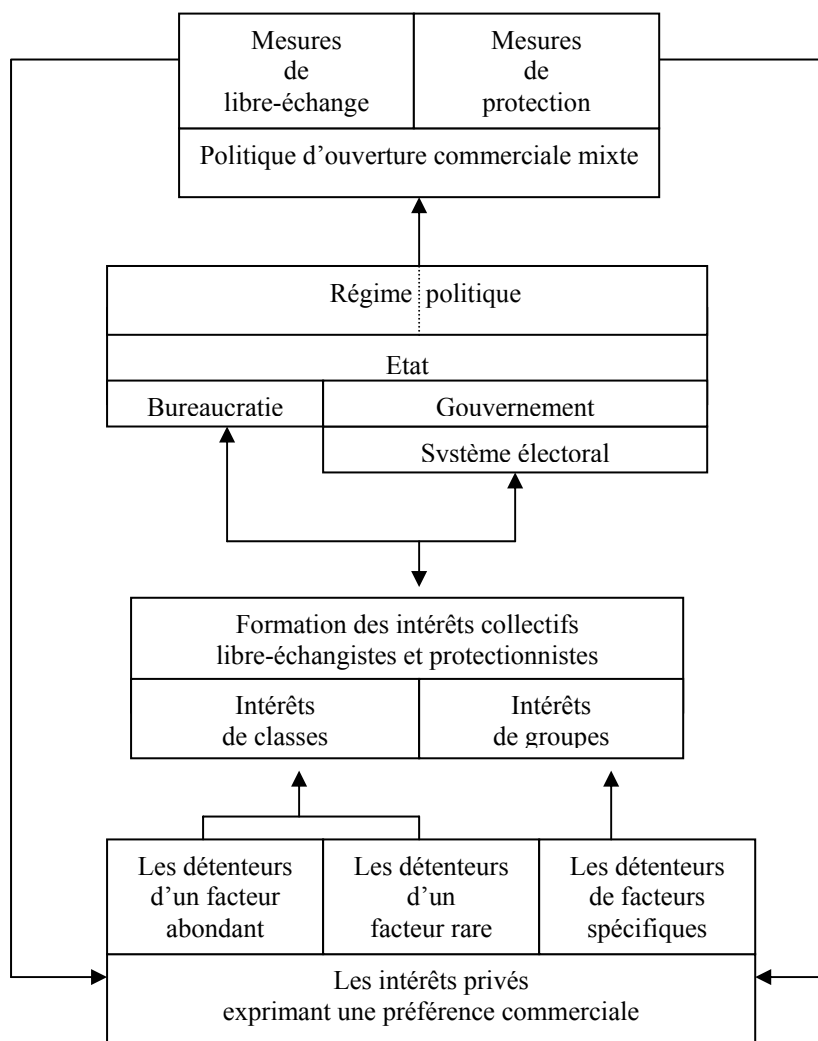 Mesures
de
libre-échange
Mesures
de
protection
Politique d’ouverture commerciale mixte
Régime politique
Etat
Bureaucratie
Gouvernement
Svstème électoral
Formation des intérêts collectifs
libre-échangistes et protectionnistes
Intérêts
de classes
Intérêts
de groupes
Les détenteurs
d’un facteur
abondant
Les détenteurs
d’un
facteur rare
Les détenteurs
de facteurs
spécifiques
Les intérêts privés
exprimant une préférence commerciale